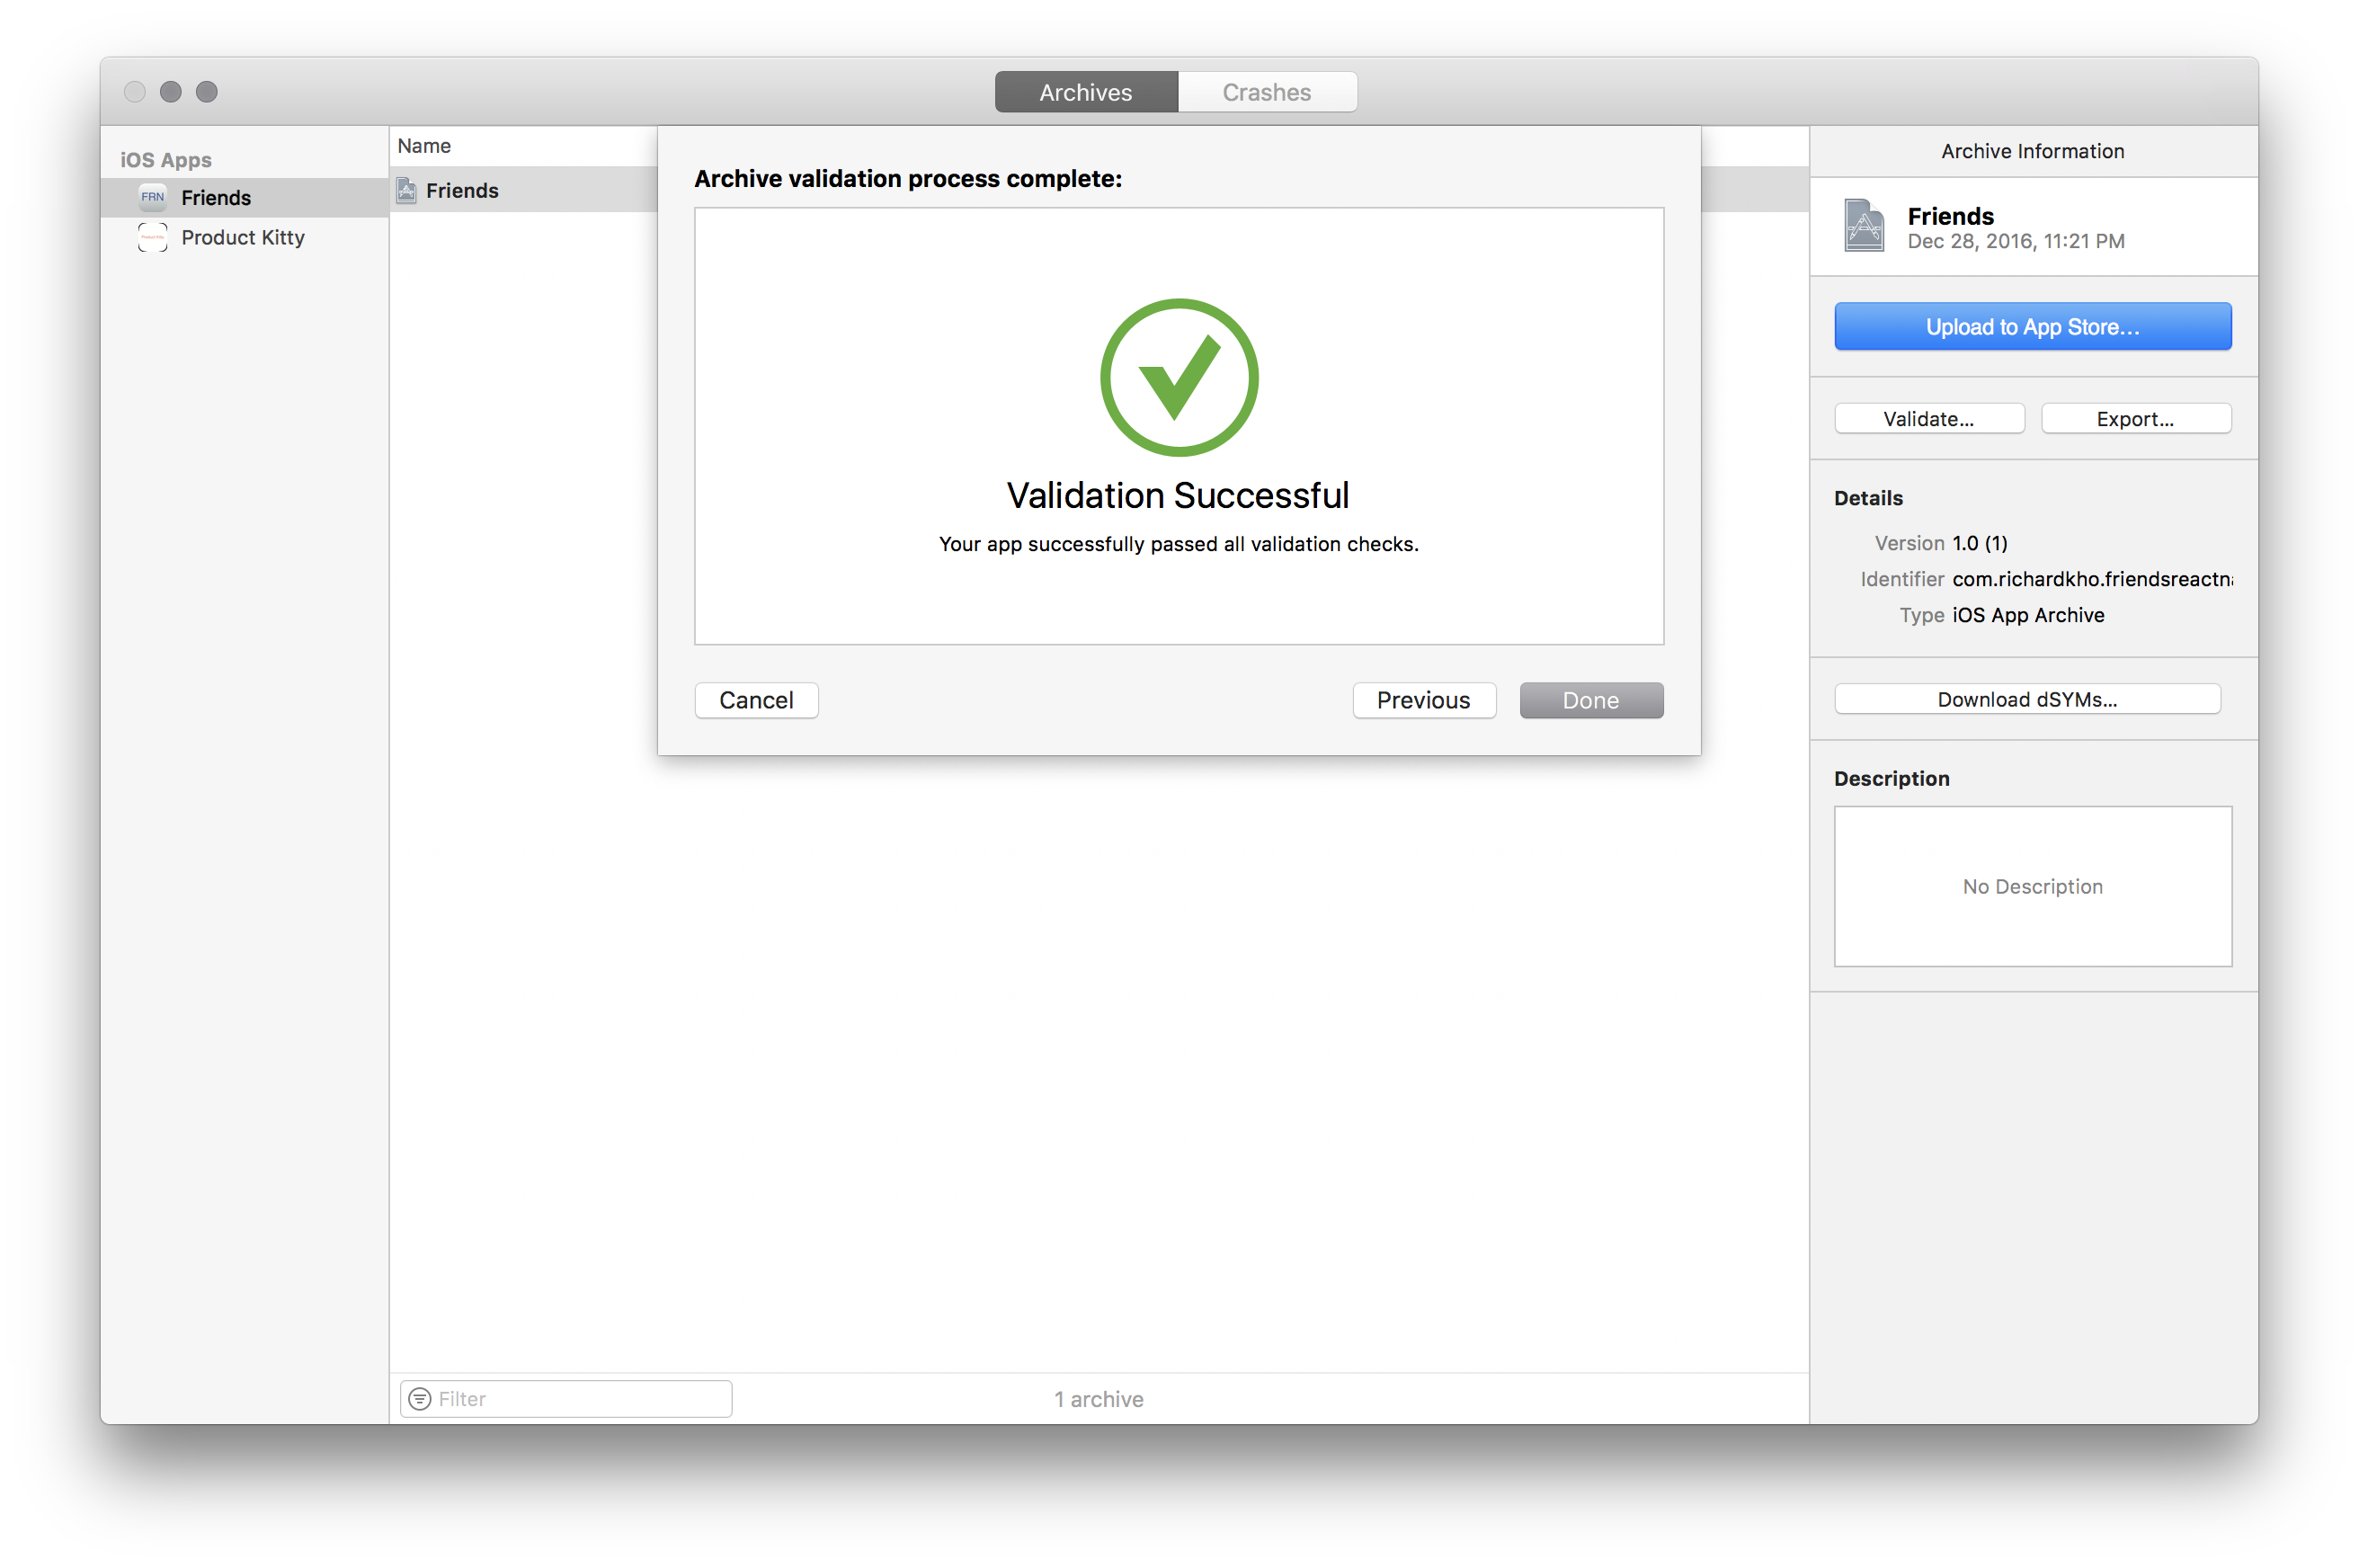 Archives
Crashes
iOS Apps
FRN
Friends
Product Kitty
Name
Friends
Archive validation process complete:
Validation Successful
Your app successfully passed all validation checks.
Cancel
Previous
Done
Filter
1 archive
Archive Information
Friends
Dec 28, 2016, 11:21 PM
Upload to App Store...
Validate...
Export...
Details
Version 1.0 (1)
Identifier com.richardkho.friendsreactn
Type iOS App Archive
Download dSYMs...
Description
No Description